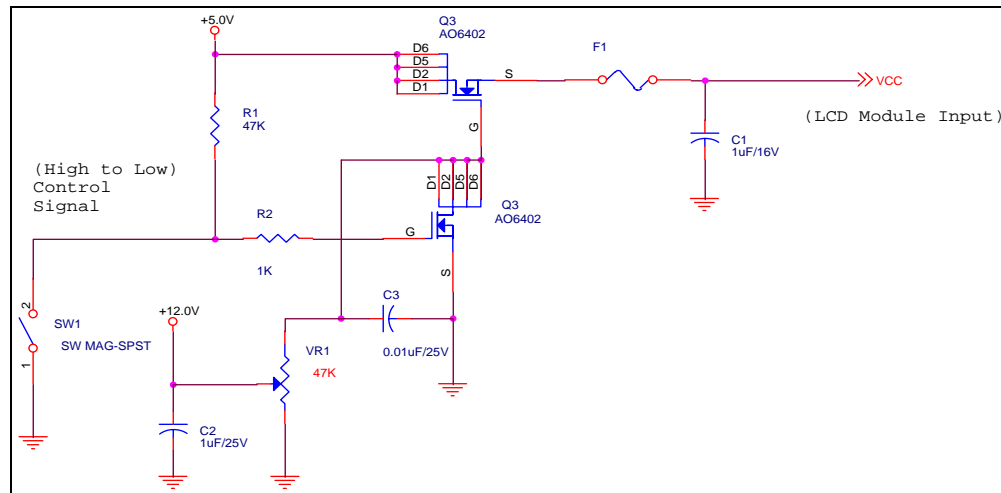 +5.0V
Q3
AO6402
D6
D5
D2
D1
S
G
F1
VCC
(LCD Module Input)
R1
47K
C1
1uF/16V
(High to Low)
Control
Signal
D1
D2
D5
D6
Q3
AO6402
R2
1K
G
S
2
SW1
SW MAG-SPST
1
+12.0V
C3
0.01uF/25V
VR1
47K
C2
1uF/25V